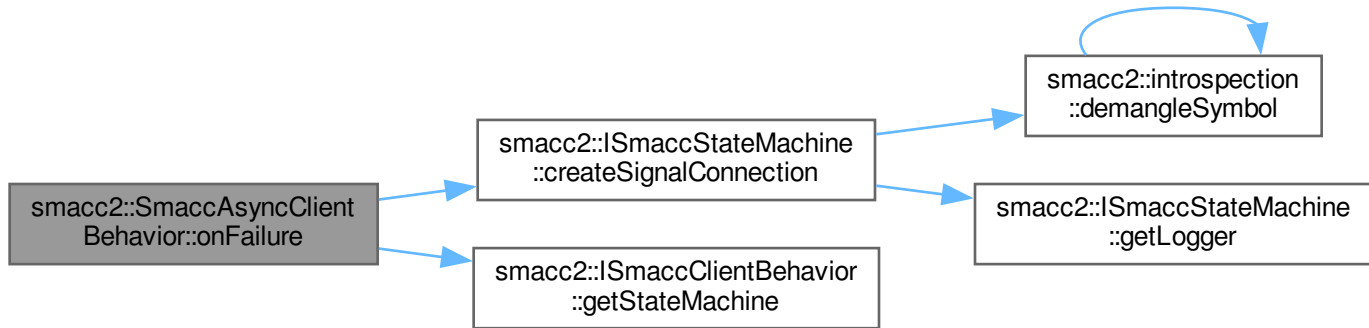 smacc2::SmaccAsyncClient
Behavior::onFailure
smacc2::ISmaccStateMachine
::createSignalConnection
smacc2::ISmaccClientBehavior
::getStateMachine
smacc2::introspection
::demangleSymbol
smacc2::ISmaccStateMachine
::getLogger